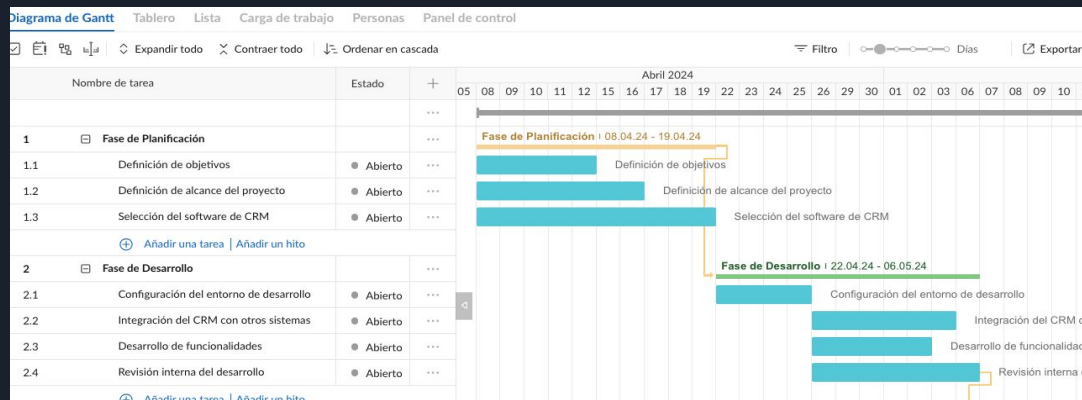 Diagrama de Gantt Tablero Lista Carga de trabajo Personas Panel de control
Expandir todo Contraer todo Ordenar en cascada Filtro Días Exportar
Abril 2024
Nombre de tarea Estado
05 08 09 10 11 12 15 16 17 18 19 22 23 24 25 26 29 30 01 02 03 06 07 08 09 10
1 Fase de Planificación Fase de Planificación 08.04.24 - 19.04.24
1.1 Definición de objetivos Abierto Definición de objetivos
1.2 Definición de alcance del proyecto Abierto Definición de alcance del proyecto
1.3 Selección del software de CRM Abierto Selección del software de CRM
Añadir una tarea | Añadir un hito
2 Fase de Desarrollo Fase de Desarrollo 22.04.24 - 06.05.24
2.1 Configuración del entorno de desarrollo Abierto Configuración del entorno de desarrollo
2.2 Integración del CRM con otros sistemas Abierto Integración del CRM
2.3 Desarrollo de funcionalidades Abierto Desarrollo de funcionalidad
2.4 Revisión interna del desarrollo Abierto Revisión interna
Añadir una tarea | Añadir un hito